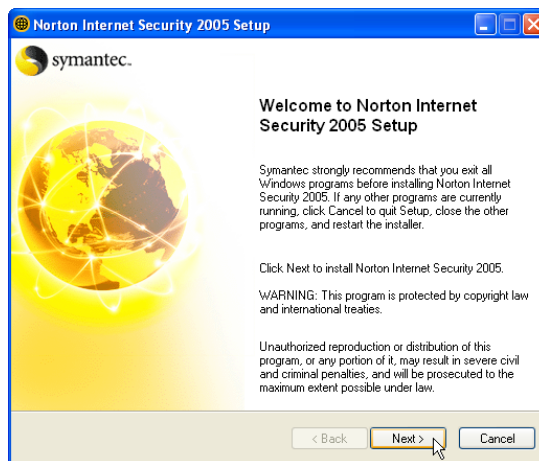 Norton Internet Security 2005 Setup
symantec.
Welcome to Norton Internet
Security 2005 Setup
Symantec strongly recommends that you exit all
Windows programs before installing Norton Internet
Security 2005. If any other programs are currently
running, click Cancel to quit Setup, close the other
programs, and restart the installer.
Click Next to install Norton Internet Security 2005.
WARNING: This program is protected by copyright law
and international treaties.
Unauthorized reproduction or distribution of this
program, or any portion of it, may result in severe civil
and criminal penalties, and will be prosecuted to the
maximum extent possible under law.
< Back Next > Cancel